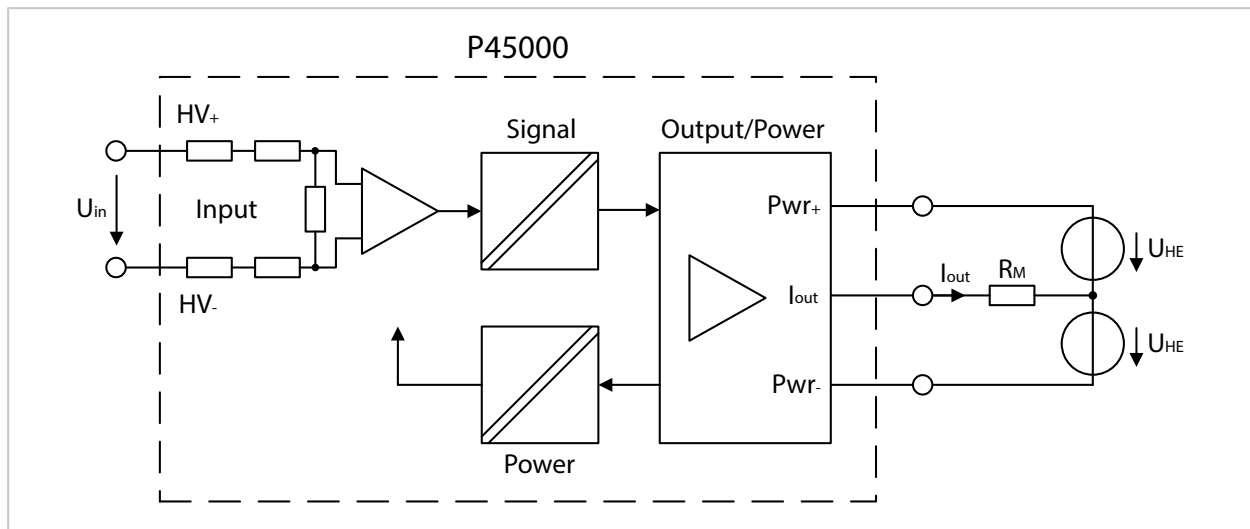 P45000
HV+
Signal
Output/Power
Uin
Input
Pwr+
UHE
Iout
RM
Iout
HV-
UHE
Pwr-
Power